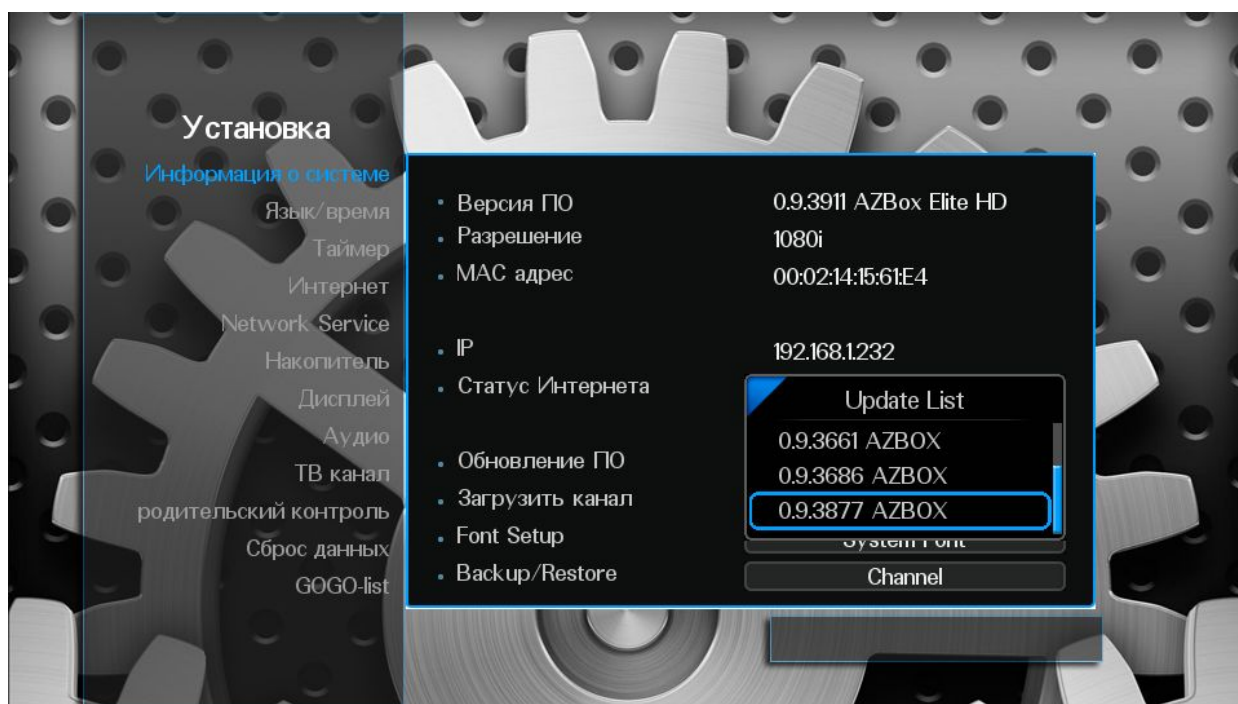 Установка
Информация о системе
Язык/время
Таймер
Интернет
Network Service
Накопитель
Дисплей
Аудио
ТВ канал
родительский контроль
Сброс данных
GOGO-list
Версия ПО 0.9.3911 AZBox Elite HD
Разрешение 1080i
МАС адрес 00:02:14:15:61:E4
IP 192.168.1.232
Статус Интернета
Обновление ПО
Загрузить канал
Font Setup System Font
Backup/Restore Channel
Update List
0.9.3661 AZBOX
0.9.3686 AZBOX
0.9.3877 AZBOX